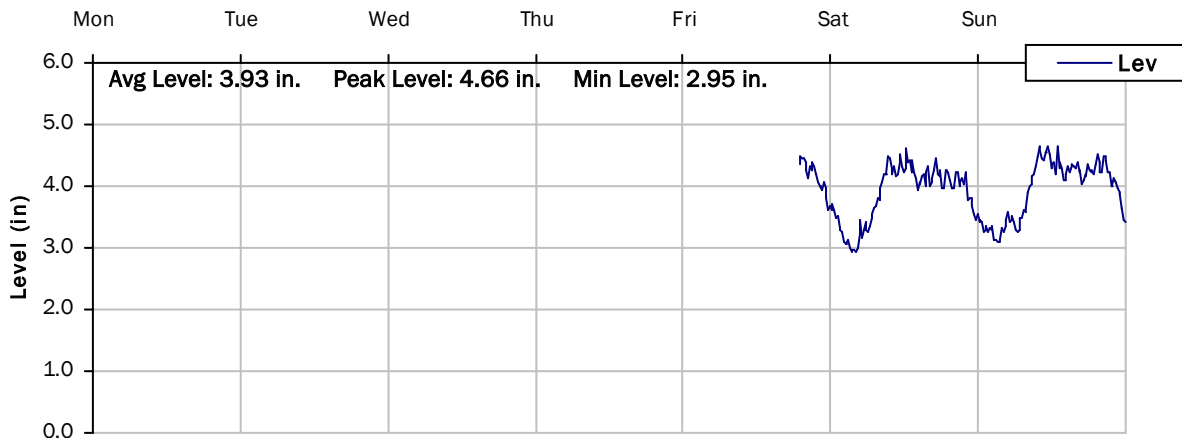 Mon Tue Wed Thu Fri Sat Sun
6.0
Avg Level: 3.93 in. Peak Level: 4.66 in. Min Level: 2.95 in.
Lev
5.0
4.0
3.0
2.0
1.0
0.0
Level (in)